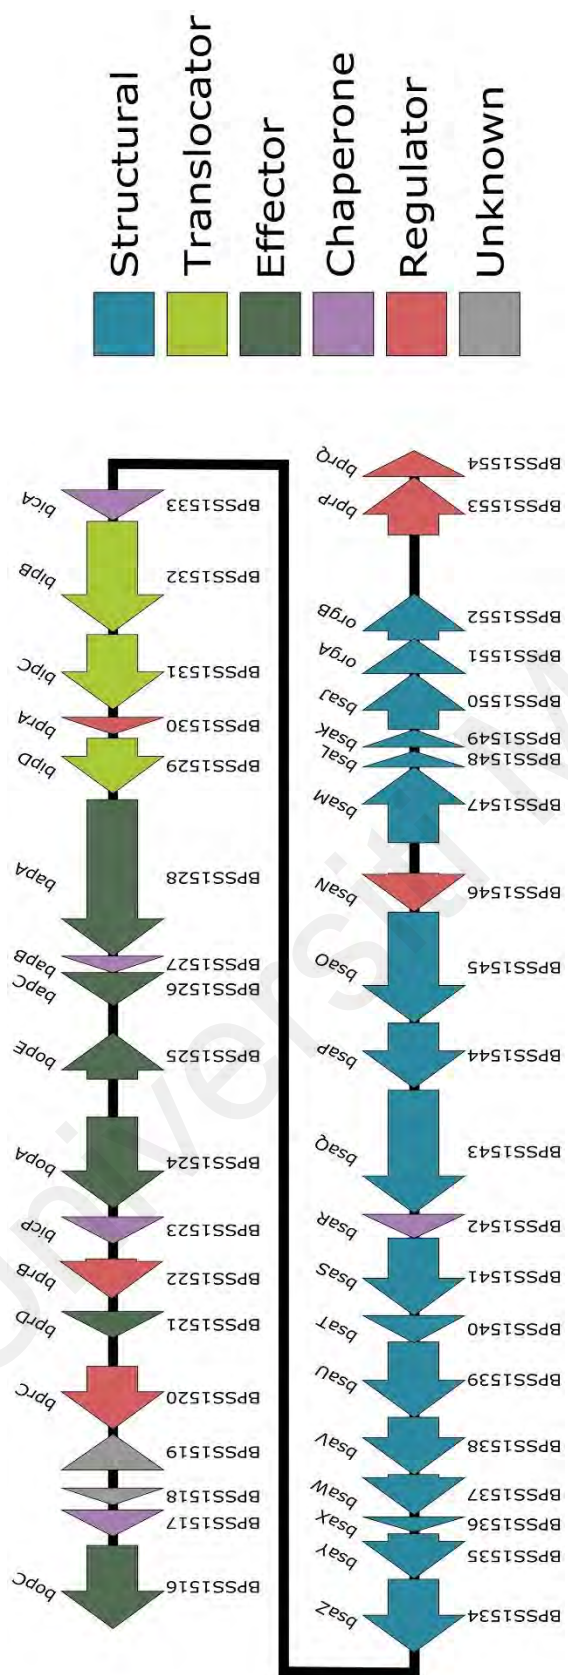 Structural
Translocator
Effector
Chaperone
Regulator
Unknown
bicA BPSS1533
bipB BPSS1532
bipC BPSS1531
bprA BPSS1530
bipD BPSS1529
bapA BPSS1528
bapB BPSS1527
bapC BPSS1526
bopE BPSS1525
bopA BPSS1524
bicP BPSS1523
bprB BPSS1522
bprD BPSS1521
bprC BPSS1520
BPSS1519
BPSS1518
BPSS1517
bopC BPSS1516
bprQ BPSS1554
bprP BPSS1553
orgB BPSS1552
orgA BPSS1551
bsaJ BPSS1550
bsaK BPSS1549
bsaL BPSS1548
bsaM BPSS1547
bsaN BPSS1546
bsaO BPSS1545
bsaP BPSS1544
bsaQ BPSS1543
bsaR BPSS1542
bsaS BPSS1541
bsaT BPSS1540
bsaU BPSS1539
bsaV BPSS1538
bsaW BPSS1537
bsaX BPSS1536
bsaY BPSS1535
bsaZ BPSS1534
Universiti M